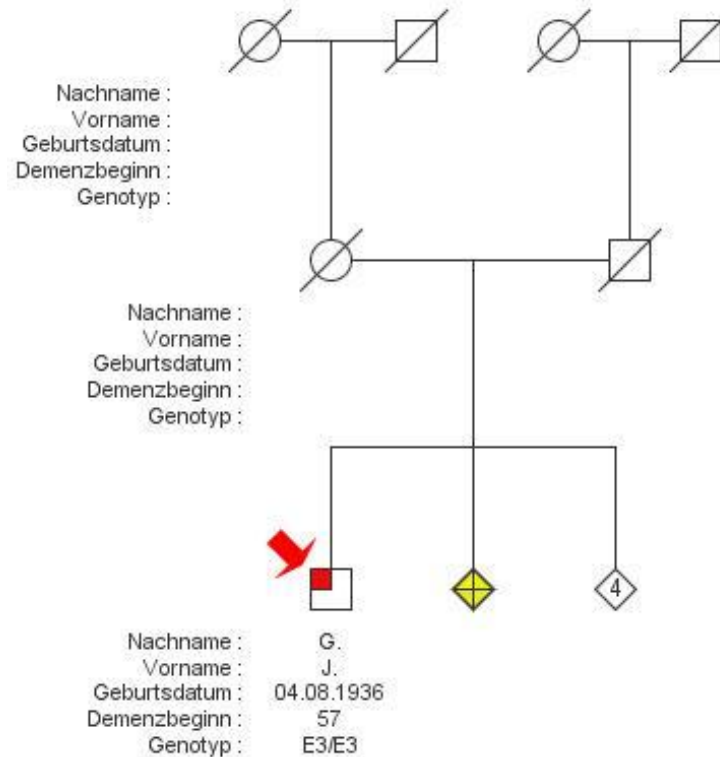 Nachname :
Vorname :
Geburtsdatum :
Demenzbeginn :
Genotyp :
Nachname :
Vorname :
Geburtsdatum :
Demenzbeginn :
Genotyp :
4
Nachname : G.
Vorname : J.
Geburtsdatum : 04.08.1936
Demenzbeginn : 57
Genotyp : E3/E3